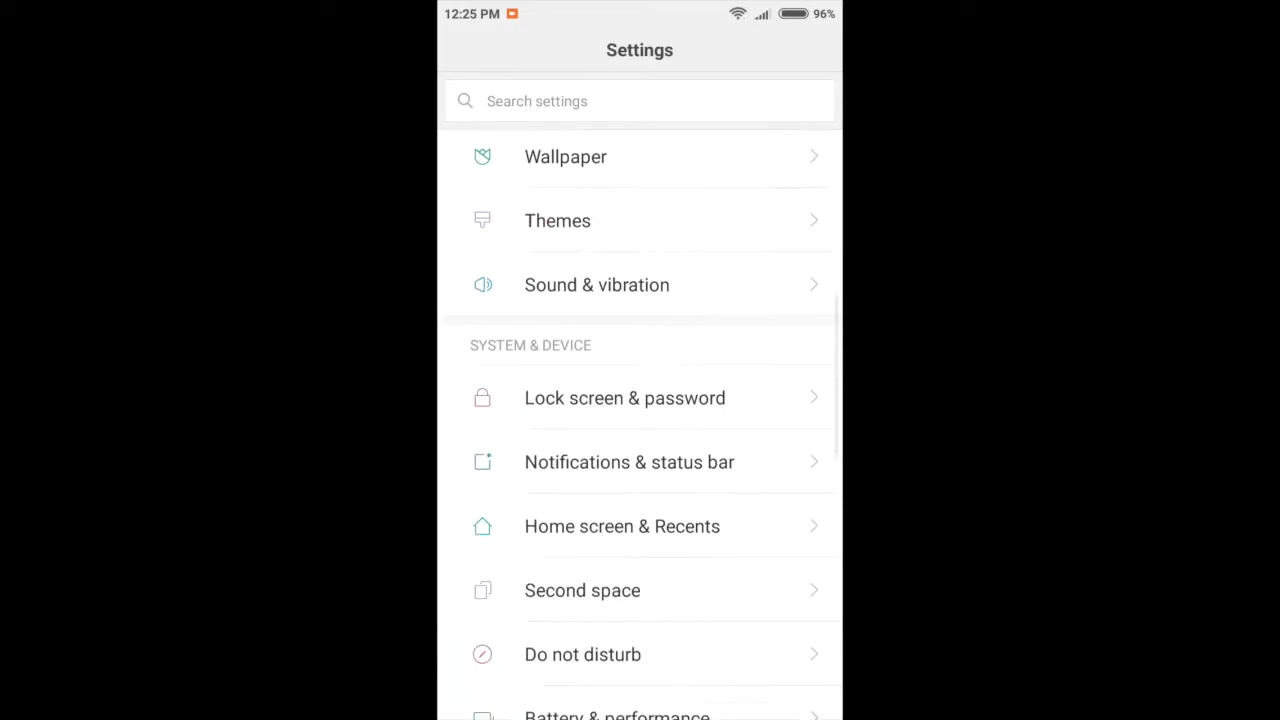 12:25 PM 96%
Settings
Search settings
Wallpaper
Themes
Sound & vibration
SYSTEM & DEVICE
Lock screen & password
Notifications & status bar
Home screen & Recents
Second space
Do not disturb
Battery & performance